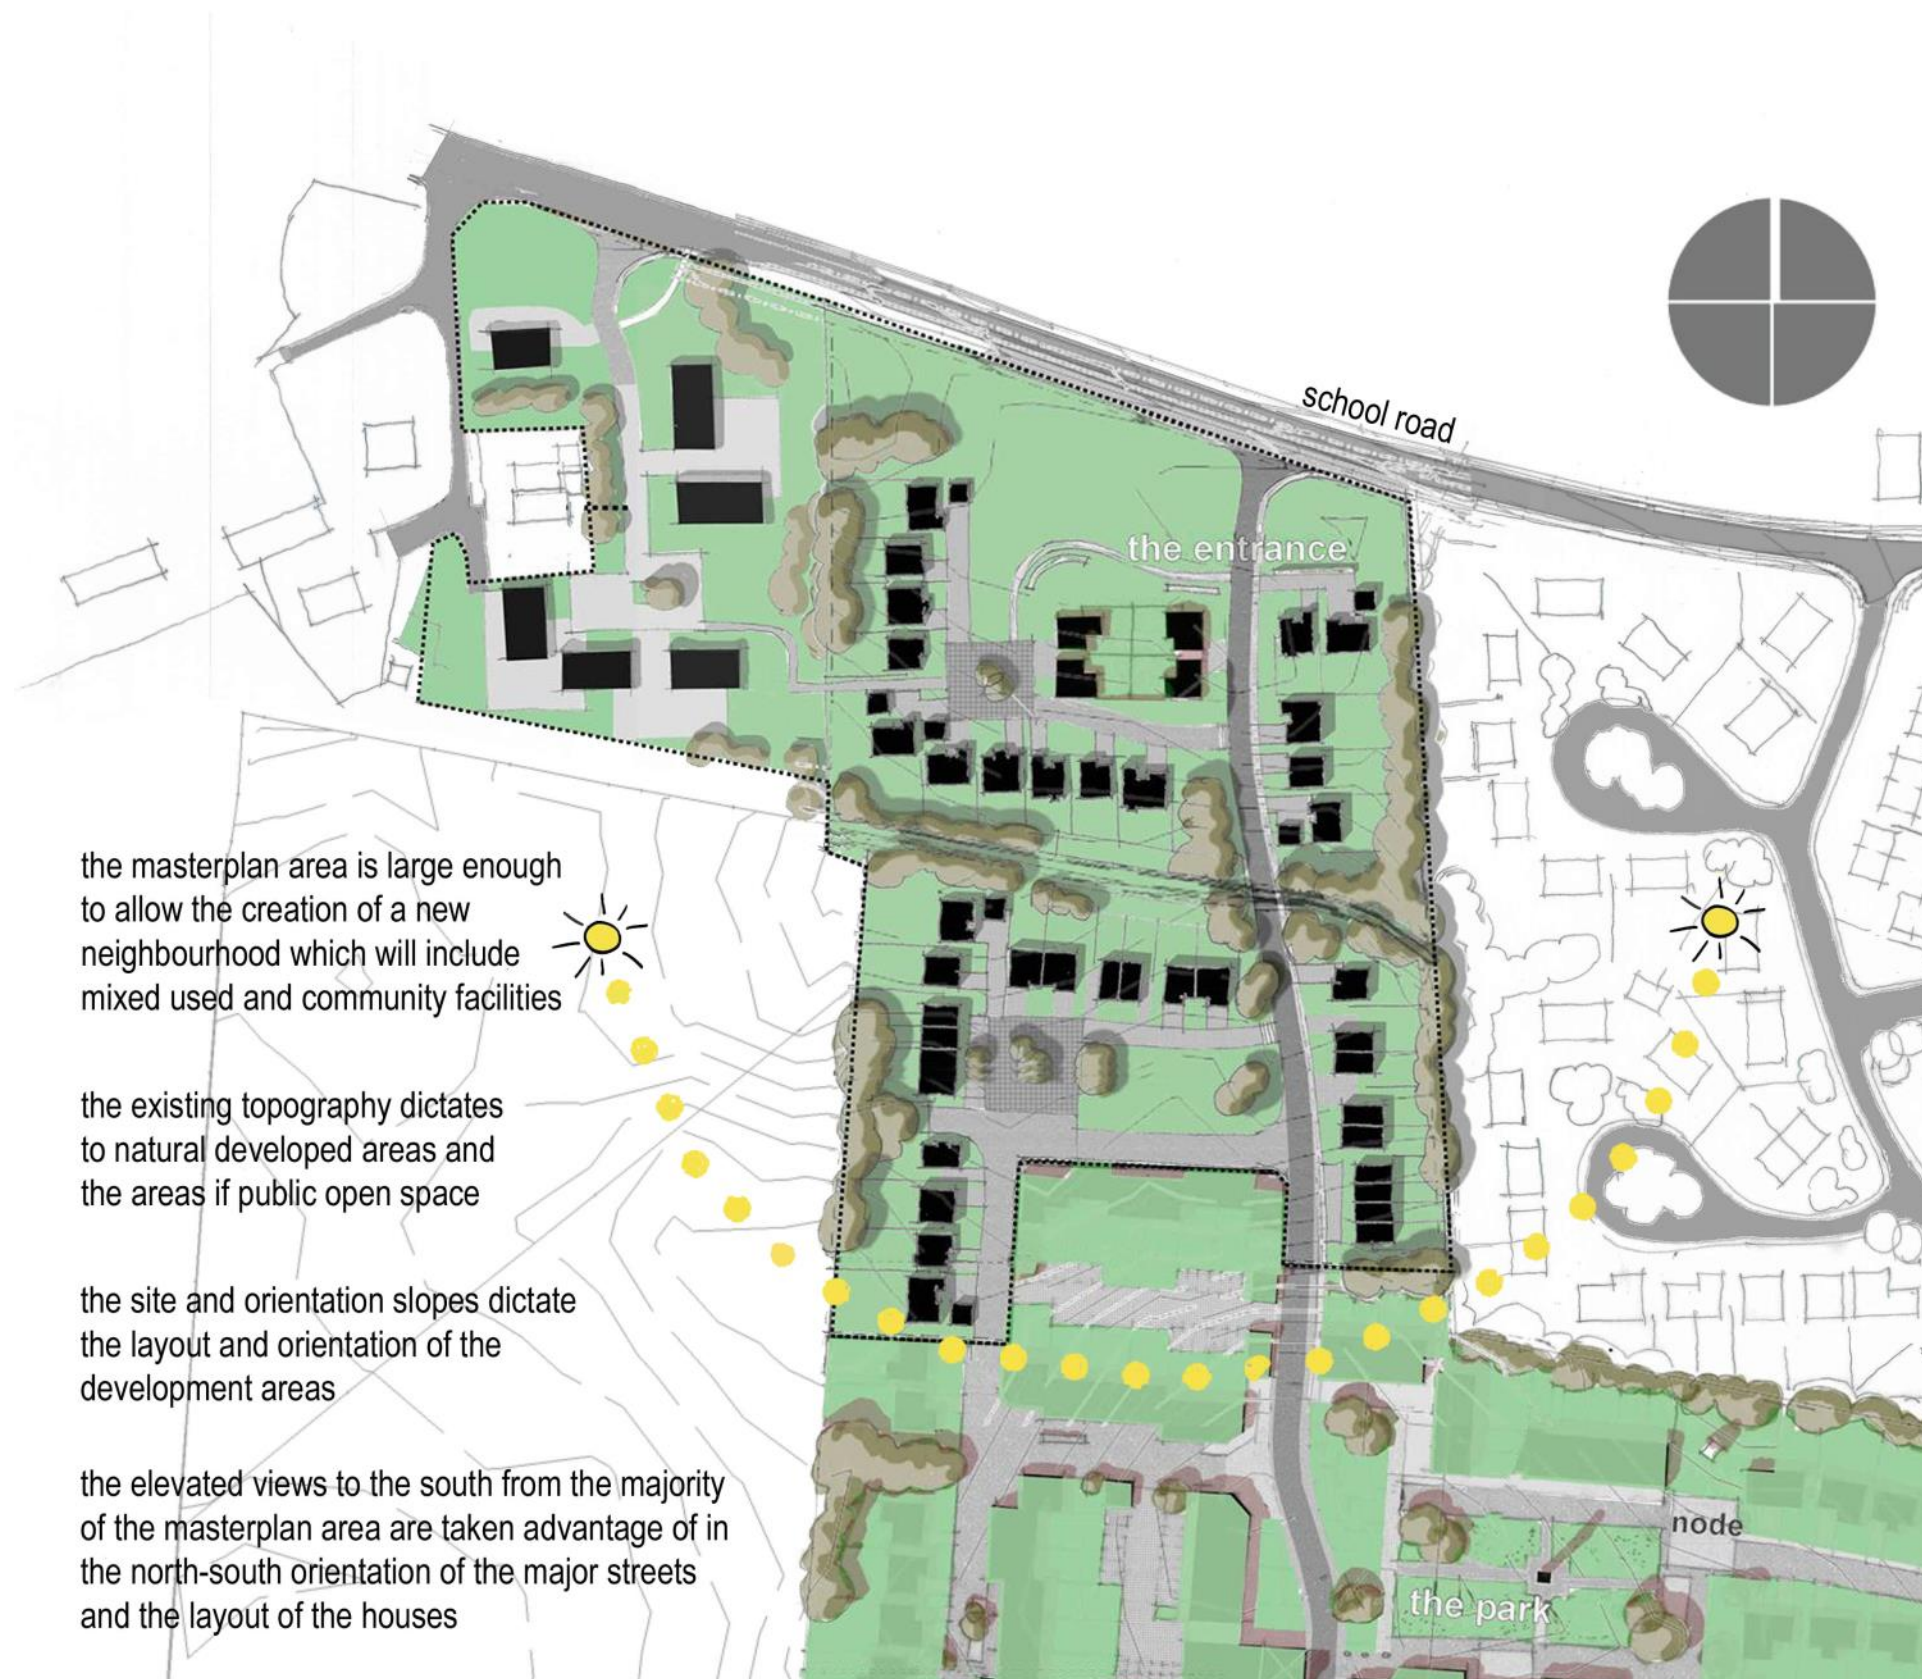 school road
the entrance
the masterplan area is large enough
to allow the creation of a new
neighbourhood which will include
mixed used and community facilities
the existing topography dictates
to natural developed areas and
the areas if public open space
the site and orientation slopes dictate
the layout and orientation of the
development areas
the elevated views to the south from the majority
of the masterplan area are taken advantage of in
the north-south orientation of the major streets
and the layout of the houses
node
the park